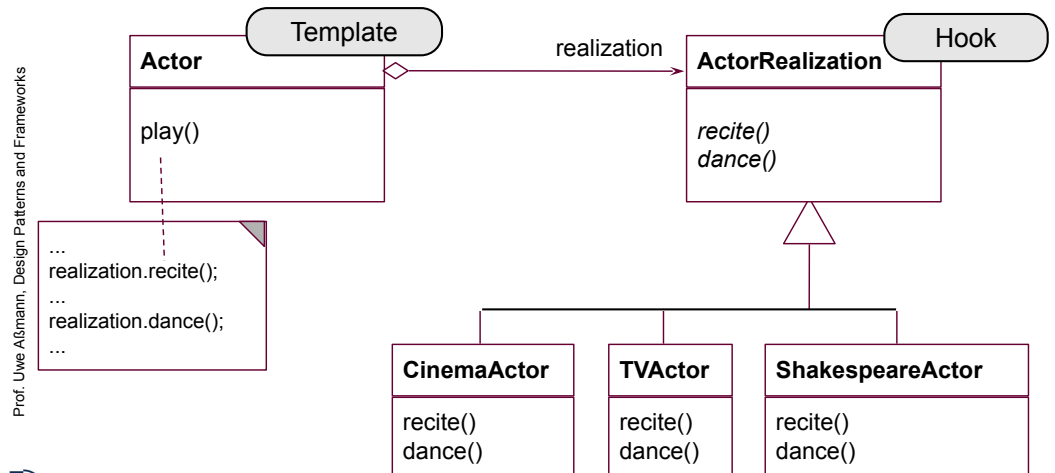 Template
Hook
Actor
realization
ActorRealization
play()
recite()
dance()
...
realization.recite();
...
realization.dance();
...
CinemaActor
recite()
dance()
TVActor
recite()
dance()
ShakespeareActor
recite()
dance()
Prof. Uwe Aßmann, Design Patterns and Frameworks